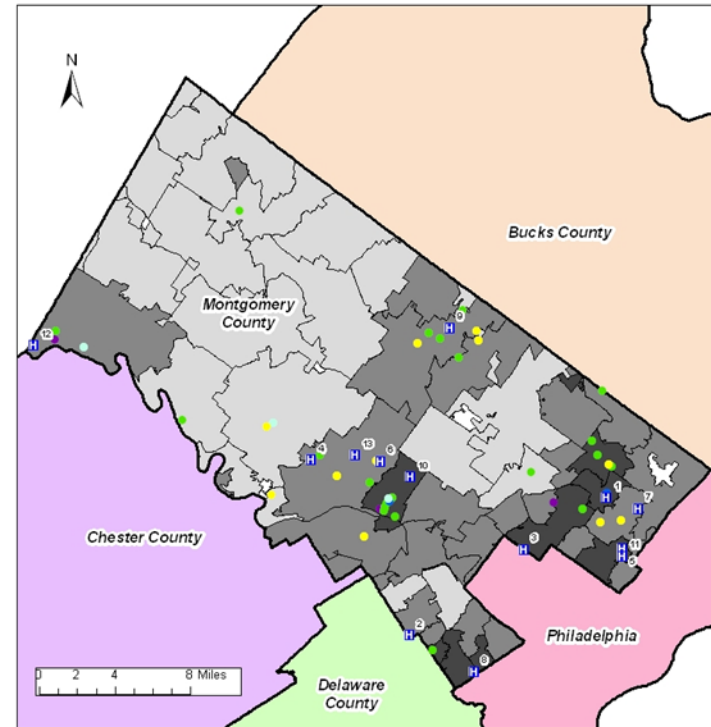 N
Bucks County
Montgomery
County
9
12
H
H
4
13
6
10
H
H
H
H
1
H
7
H
3
H
11
H
H
5
Chester County
2
H
Philadelphia
8
H
0 2 4 8 Miles
Delaware
County